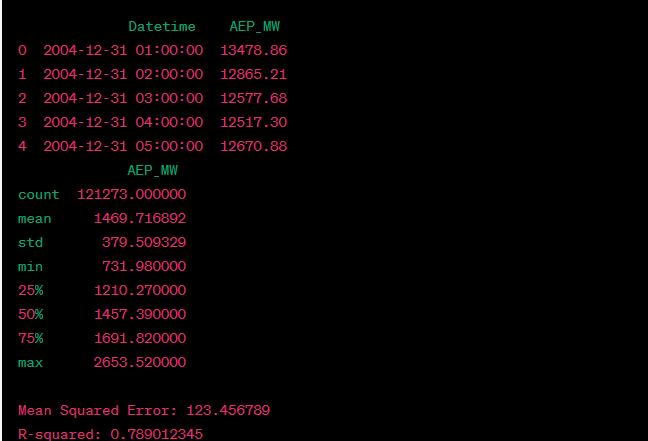 Datetime AEP_MW
0 2004-12-31 01:00:00 13478.86
1 2004-12-31 02:00:00 12865.21
2 2004-12-31 03:00:00 12577.68
3 2004-12-31 04:00:00 12517.30
4 2004-12-31 05:00:00 12670.88
AEP_MW
count 121273.000000
mean 1469.716892
std 379.509329
min 731.980000
25% 1210.270000
50% 1457.390000
75% 1691.820000
max 2653.520000
Mean Squared Error: 123.456789
R-squared: 0.789012345